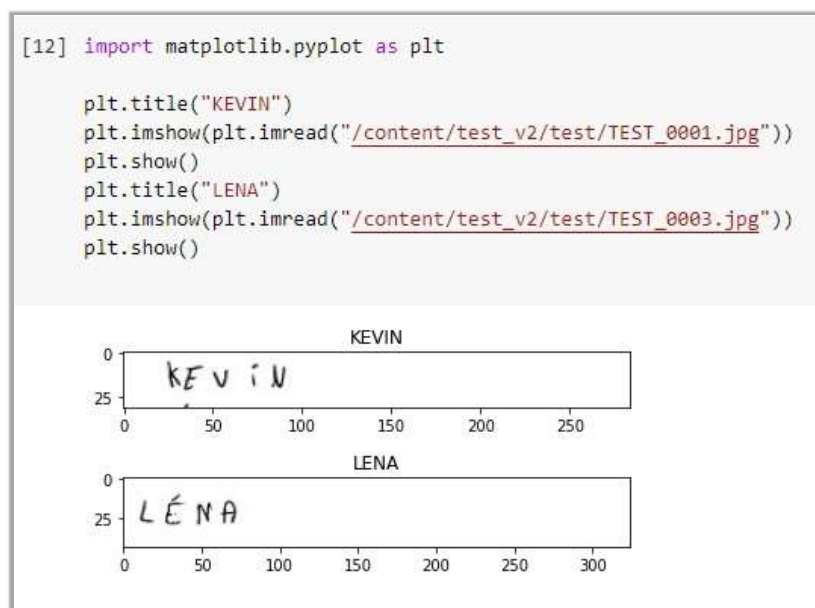 [12] import matplotlib.pyplot as plt
plt.title("KEVIN")
plt.imshow(plt.imread("/content/test_v2/test/TEST_0001.jpg"))
plt.show()
plt.title("LENA")
plt.imshow(plt.imread("/content/test_v2/test/TEST_0003.jpg"))
plt.show()
KEVIN
0
KEViN
25
0 50 100 150 200 250
LENA
0
LÉNA
25
0 50 100 150 200 250 300